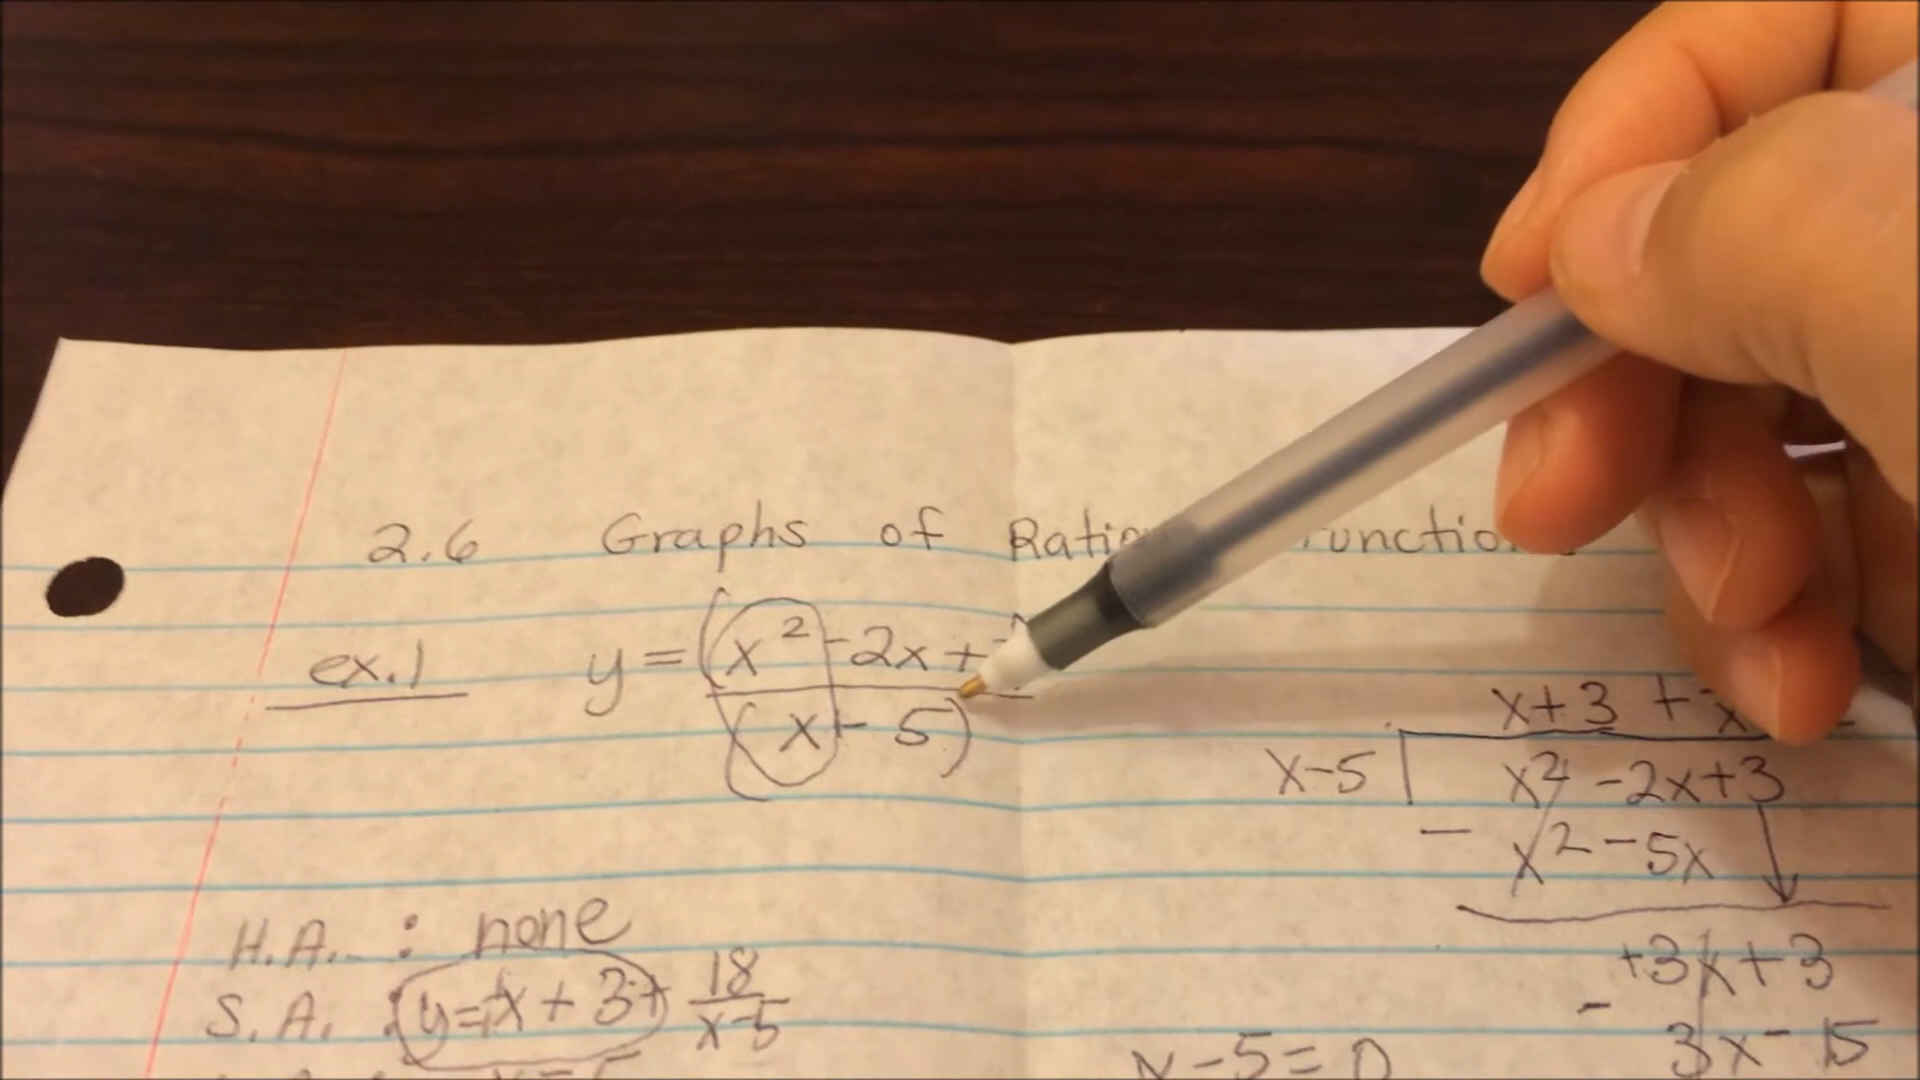 2.6 Graphs of
ex.1 y = (x² - 2x +
(x - 5)
x+3 +
x-5 x² - 2x+3
- x² - 5x
+3x+3
- 3x - 15
H.A. : none
S.A. : y = x + 3 + 18
x-5
x-5=0